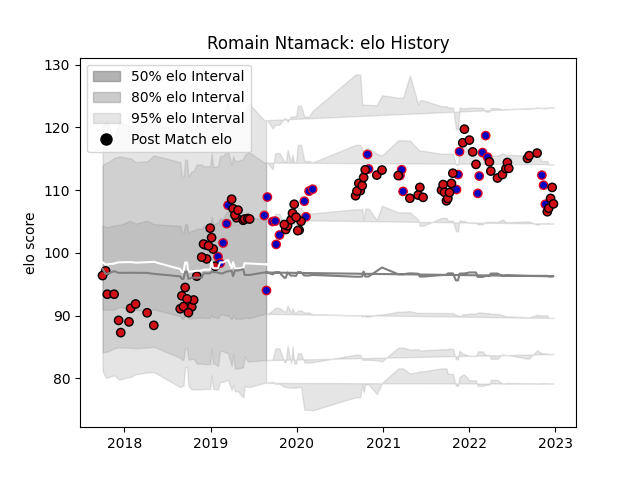 Romain Ntamack: elo History
50% elo Interval
80% elo Interval
95% elo Interval
Post Match elo
elo score
130
120
110
100
90
80
2018
2019
2020
2021
2022
2023